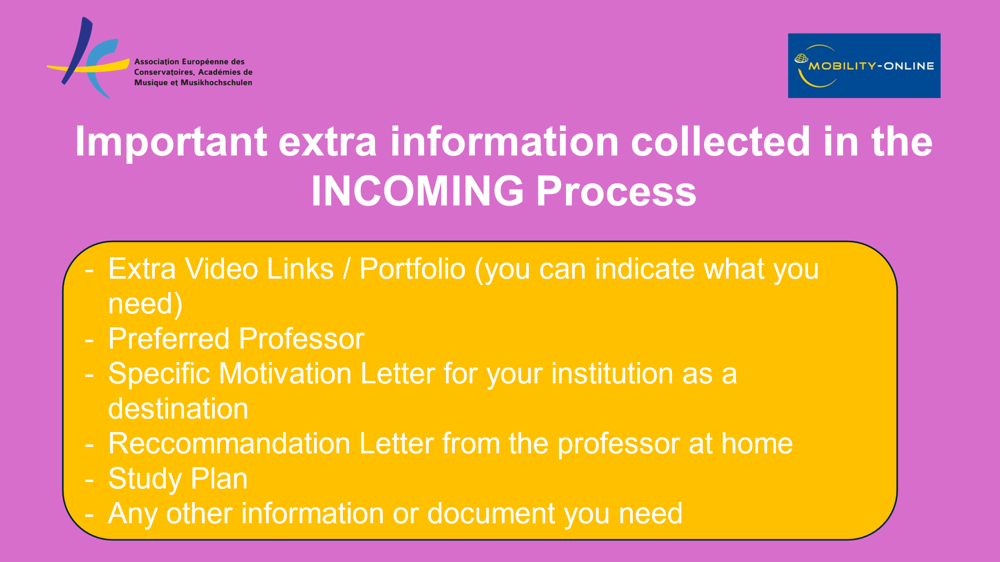 Association Européenne des
Conservatoires, Académies de
Musique et Musikhochschulen
MOBILITY-ONLINE
Important extra information collected in the
INCOMING Process
- Extra Video Links / Portfolio (you can indicate what you
need)
- Preferred Professor
- Specific Motivation Letter for your institution as a
destination
- Reccommandation Letter from the professor at home
- Study Plan
- Any other information or document you need